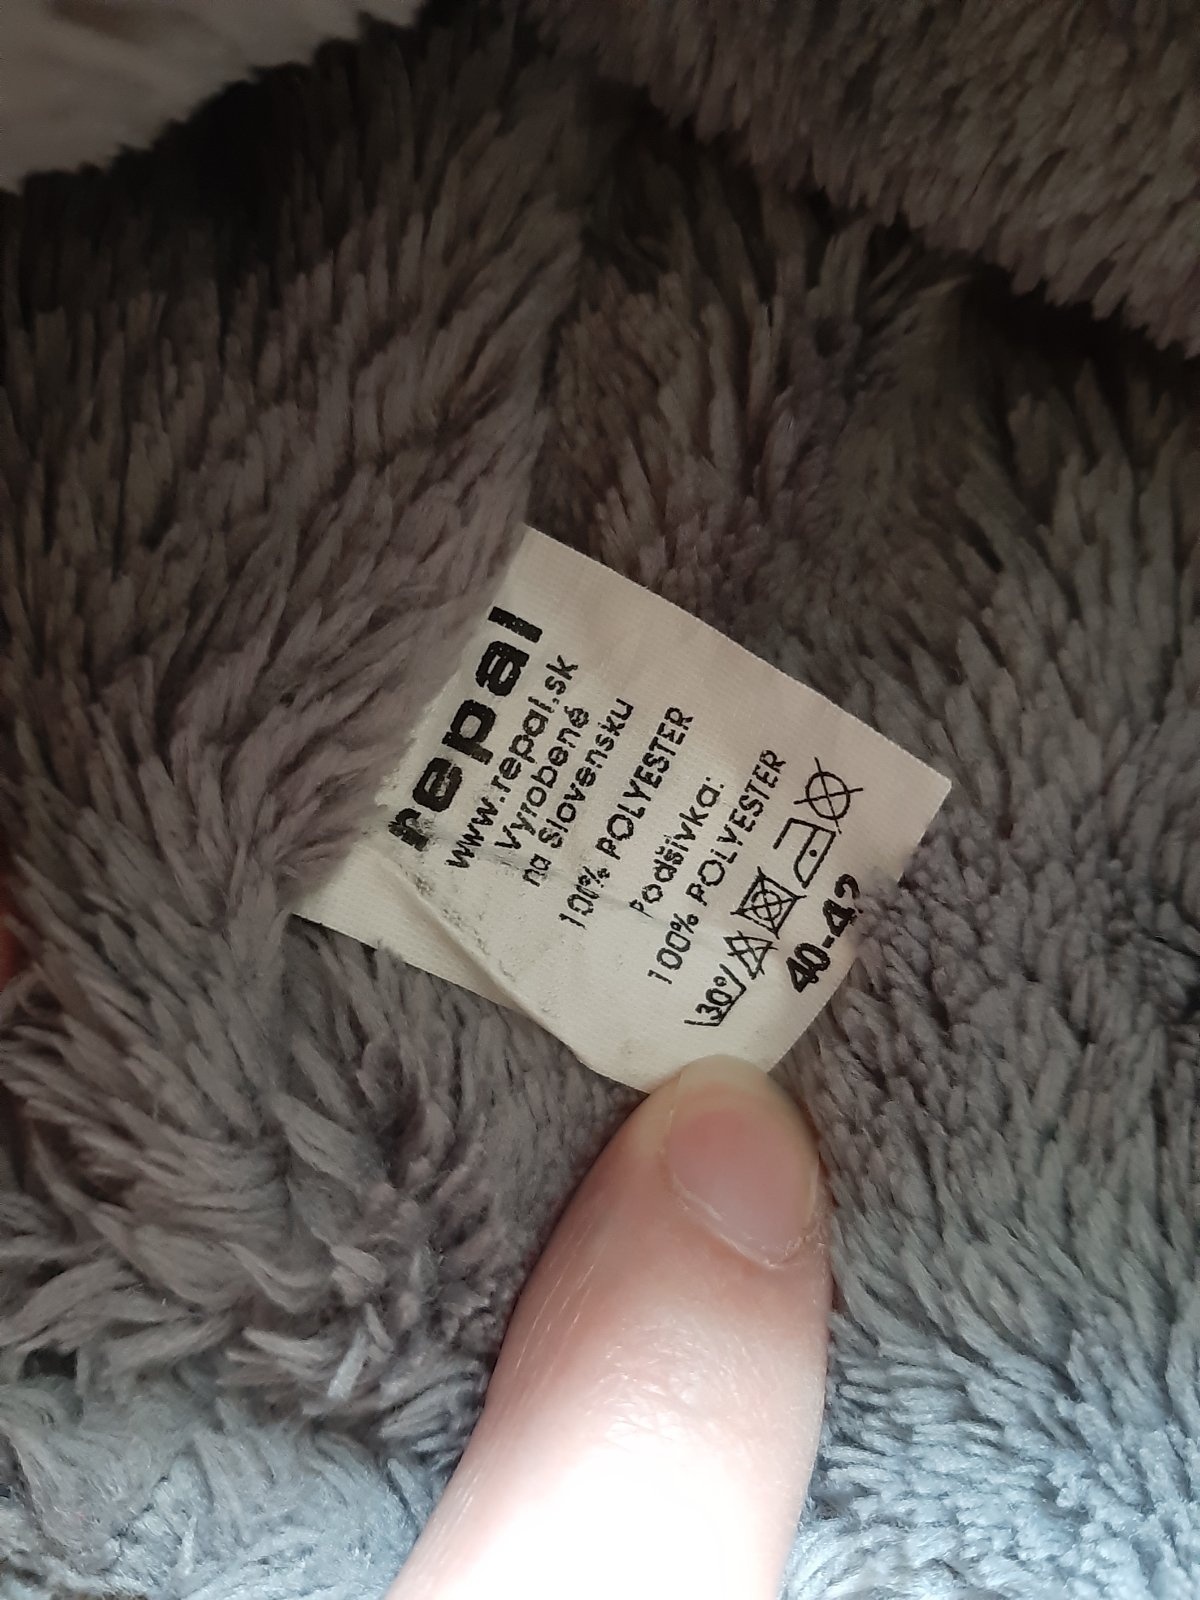 repal
www.repal.sk
Vyrobené
na Slovensku
100% POLYESTER
Podšívka:
100% POLYESTER
30°
40-42